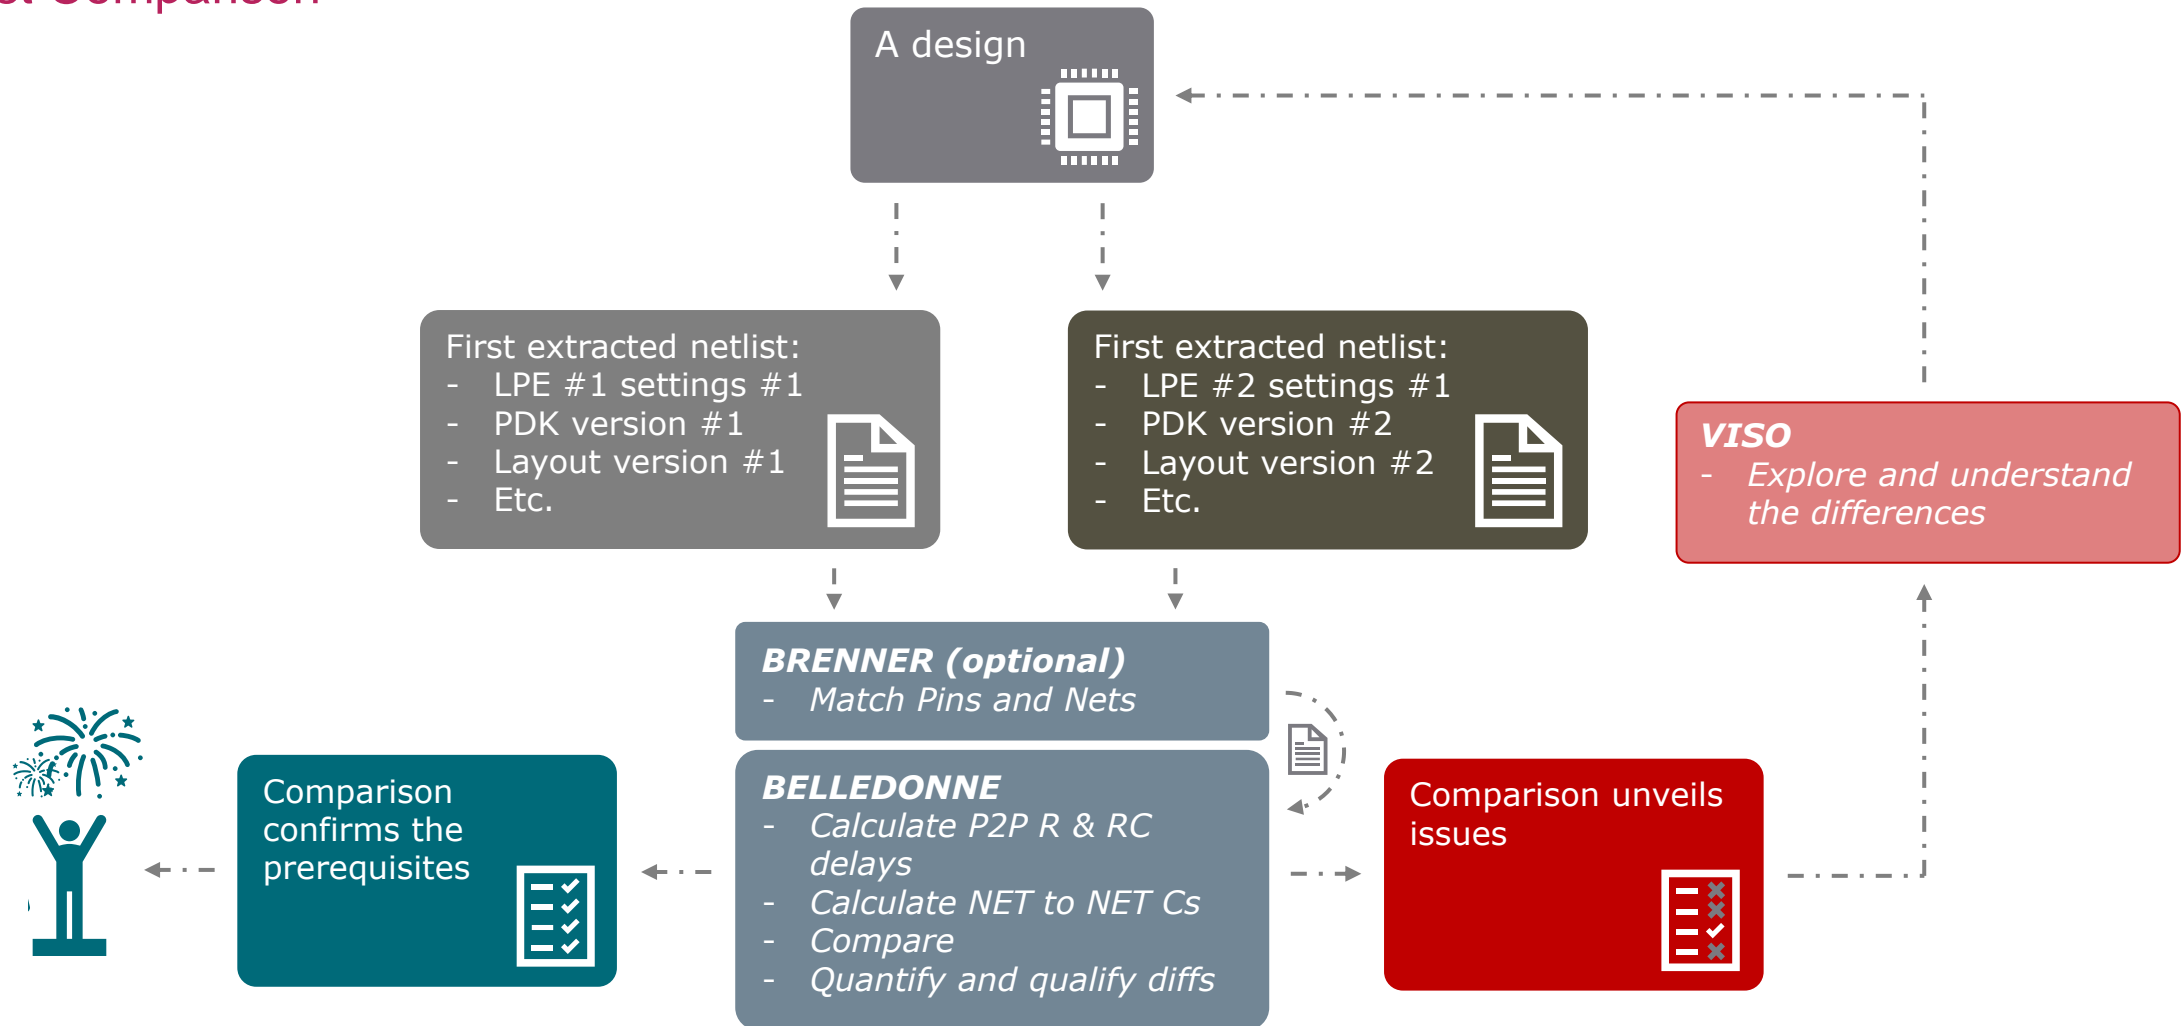 Comparison
A design
First extracted netlist:
- LPE #1 settings #1
- PDK version #1
- Layout version #1
- Etc.
First extracted netlist:
- LPE #2 settings #1
- PDK version #2
- Layout version #2
- Etc.
VISO
- Explore and understand
the differences
BRENNER (optional)
- Match Pins and Nets
BELLEDONNE
- Calculate P2P R & RC
delays
- Calculate NET to NET Cs
- Compare
- Quantify and qualify diffs
Comparison
confirms the
prerequisites
Comparison unveils
issues